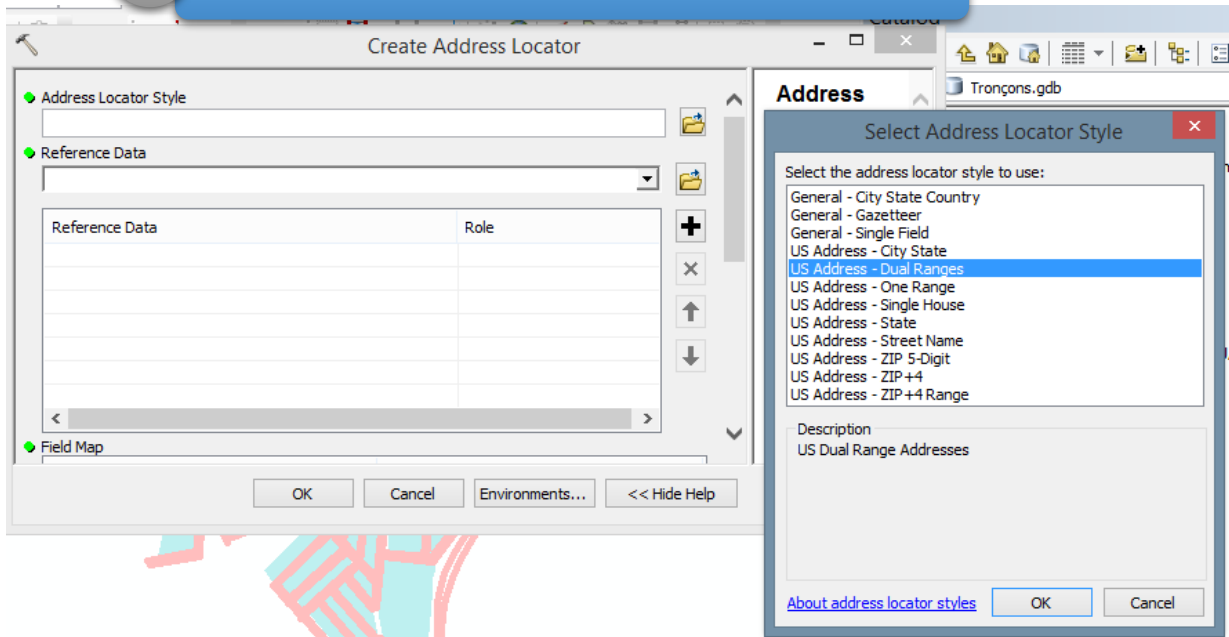 Catalog
Create Address Locator
Address Locator Style
Reference Data
Reference Data
Role
Field Map
OK
Cancel
Environments...
<< Hide Help
Address
Tronçons.gdb
Select Address Locator Style
Select the address locator style to use:
General - City State Country
General - Gazetteer
General - Single Field
US Address - City State
US Address - Dual Ranges
US Address - One Range
US Address - Single House
US Address - State
US Address - Street Name
US Address - ZIP 5-Digit
US Address - ZIP+4
US Address - ZIP+4 Range
Description
US Dual Range Addresses
About address locator styles
OK
Cancel